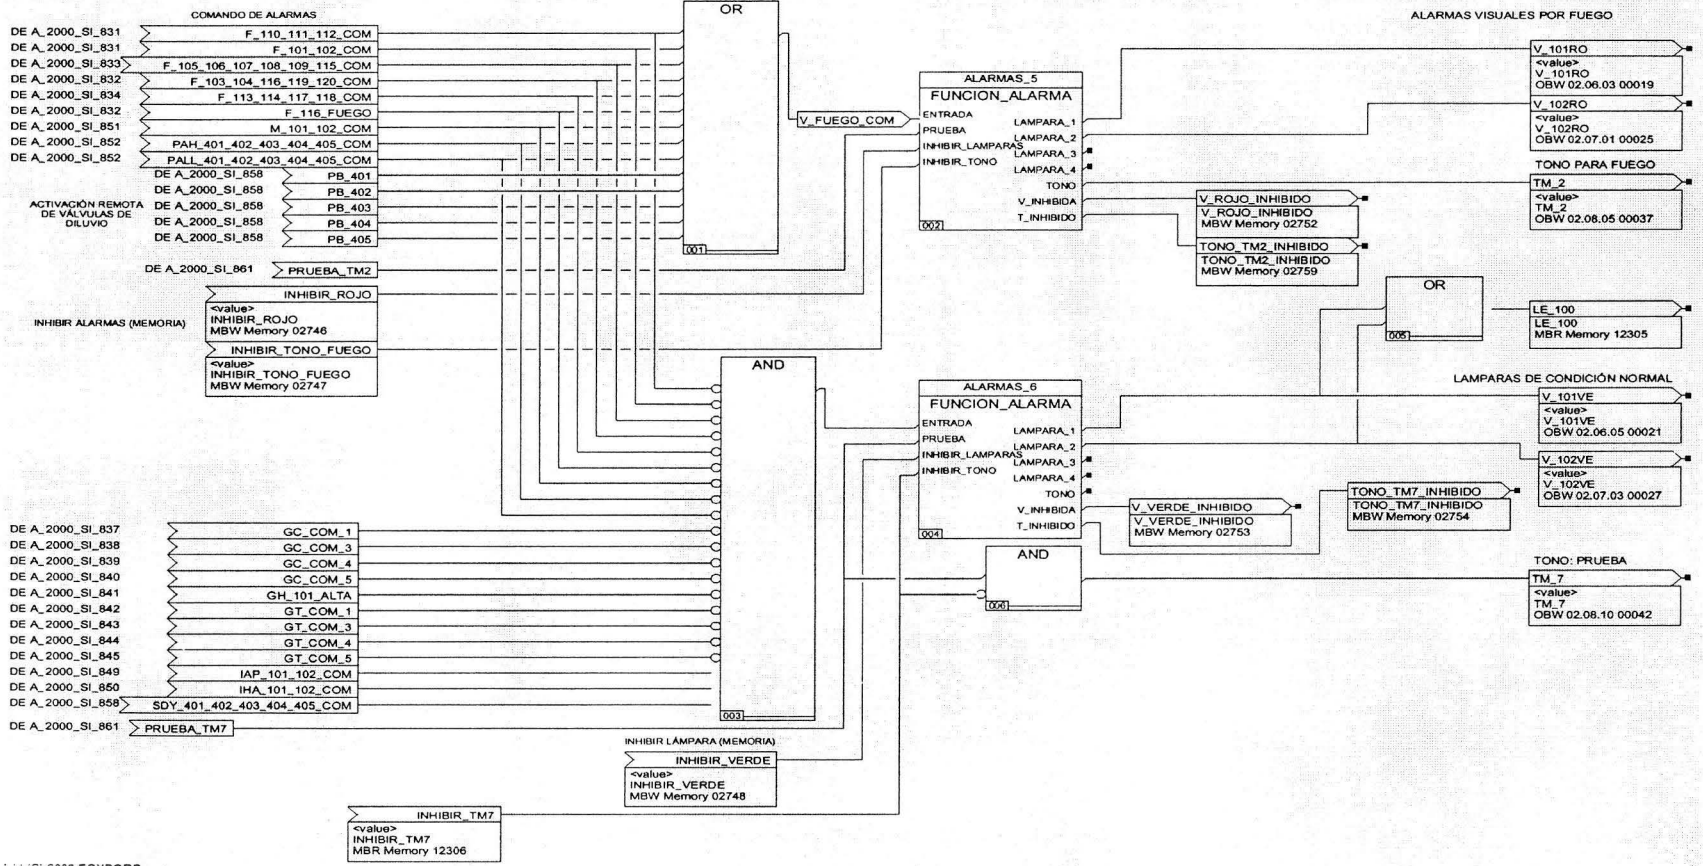 COMANDO DE ALARMAS
DE A_2000_SI_831 F_110_111_112_COM
DE A_2000_SI_831 F_101_102_COM
DE A_2000_SI_833 F_105_106_107_108_109_115_COM
DE A_2000_SI_832 F_103_104_116_119_120_COM
DE A_2000_SI_834 F_113_114_117_118_COM
DE A_2000_SI_832 F_116_FUEGO
DE A_2000_SI_851 M_101_102_COM
DE A_2000_SI_852 PAH_401_402_403_404_405_COM
DE A_2000_SI_852 PALL_401_402_403_404_405_COM
DE A_2000_SI_858 PB_401
DE A_2000_SI_858 PB_402
DE A_2000_SI_858 PB_403
DE A_2000_SI_858 PB_404
DE A_2000_SI_858 PB_405
ACTIVACIÓN REMOTA
DE VÁLVULAS DE
DILUVIO
DE A_2000_SI_861 PRUEBA_TM2
INHIBIR ALARMAS (MEMORIA)
INHIBIR_ROJO
<value>
INHIBIR_ROJO
MBW Memory 02746
INHIBIR_TONO_FUEGO
<value>
INHIBIR_TONO_FUEGO
MBW Memory 02747
OR
001
V_FUEGO_COM
ALARMAS_5
FUNCION_ALARMA
ENTRADA
PRUEBA
INHIBIR_LAMPARAS
INHIBIR_TONO
LAMPARA_1
LAMPARA_2
LAMPARA_3
LAMPARA_4
TONO
V_INHIBIDA
T_INHIBIDO
002
V_ROJO_INHIBIDO
V_ROJO_INHIBIDO
MBW Memory 02752
TONO_TM2_INHIBIDO
TONO_TM2_INHIBIDO
MBW Memory 02759
ALARMAS VISUALES POR FUEGO
V_101RO
<value>
V_101RO
OBW 02.06.03 00019
V_102RO
<value>
V_102RO
OBW 02.07.01 00025
TONO PARA FUEGO
TM_2
<value>
TM_2
OBW 02.08.05 00037
OR
005
LE_100
LE_100
MBR Memory 12305
AND
003
ALARMAS_6
FUNCION_ALARMA
ENTRADA
PRUEBA
INHIBIR_LAMPARAS
INHIBIR_TONO
LAMPARA_1
LAMPARA_2
LAMPARA_3
LAMPARA_4
TONO
V_INHIBIDA
T_INHIBIDO
004
LAMPARAS DE CONDICIÓN NORMAL
V_101VE
<value>
V_101VE
OBW 02.06.05 00021
V_102VE
<value>
V_102VE
OBW 02.07.03 00027
TONO_TM7_INHIBIDO
TONO_TM7_INHIBIDO
MBW Memory 02754
V_VERDE_INHIBIDO
V_VERDE_INHIBIDO
MBW Memory 02753
AND
006
TONO: PRUEBA
TM_7
<value>
TM_7
OBW 02.08.10 00042
DE A_2000_SI_837 GC_COM_1
DE A_2000_SI_838 GC_COM_3
DE A_2000_SI_839 GC_COM_4
DE A_2000_SI_840 GC_COM_5
DE A_2000_SI_841 GH_101_ALTA
DE A_2000_SI_842 GT_COM_1
DE A_2000_SI_843 GT_COM_3
DE A_2000_SI_844 GT_COM_4
DE A_2000_SI_845 GT_COM_5
DE A_2000_SI_849 IAP_101_102_COM
DE A_2000_SI_850 IHA_101_102_COM
DE A_2000_SI_858 SDY_401_402_403_404_405_COM
DE A_2000_SI_861 PRUEBA_TM7
INHIBIR LÁMPARA (MEMORIA)
INHIBIR_VERDE
<value>
INHIBIR_VERDE
MBW Memory 02748
INHIBIR_TM7
<value>
INHIBIR_TM7
MBR Memory 12306